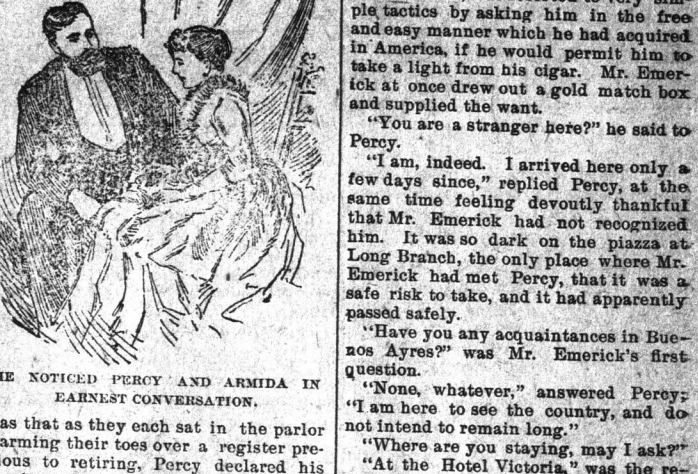 HE NOTICED PERCY AND ARMIDA IN
EARNEST CONVERSATION.
as that as they each sat in the parlor
arming their toes over a register pre-
ious to retiring, Percy declared his
ple tactics by asking him in the free
and easy manner which he had acquired
in America, if he would permit him to
take a light from his cigar. Mr. Emer-
ick at once drew out a gold match box
and supplied the want.
"You are a stranger here?" he said to
Percy.
"I am, indeed. I arrived here only a
few days since," replied Percy, at the
same time feeling devoutly thankful
that Mr. Emerick had not recognized
him. It was so dark on the piazza at
Long Branch, the only place where Mr.
Emerick had met Percy, that it was a
safe risk to take, and it had apparently
passed safely.
"Have you any acquaintances in Bue-
nos Ayres?" was Mr. Emerick's first
question.
"None, whatever," answered Percy;
"I am here to see the country, and do
not intend to remain long."
"Where are you staying, may I ask?"
"At the Hotel Victoria," was the re-